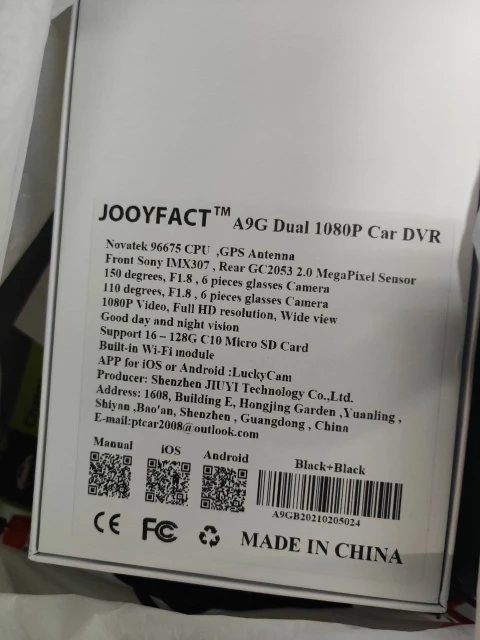 JOOYFACT™ A9G Dual 1080P Car DVR
Novatek 96675 CPU ,GPS Antenna
Front Sony IMX307 , Rear GC2053 2.0 MegaPixel Sensor
150 degrees, F1.8 , 6 pieces glasses Camera
110 degrees, F1.8 , 6 pieces glasses Camera
1080P Video, Full HD resolution, Wide view
Good day and night vision
Support 16 – 128G C10 Micro SD Card
Built-in Wi-Fi module
APP for iOS or Android :LuckyCam
Producer: Shenzhen JIUYI Technology Co.,Ltd.
Address: 1608, Building E, Hongjing Garden ,Yuanling ,
Shiyan ,Bao'an, Shenzhen , Guangdong , China
E-mail:ptcar2008@outlook.com
Manual iOS Android Black+Black
A9GB20210205024
CE FC MADE IN CHINA